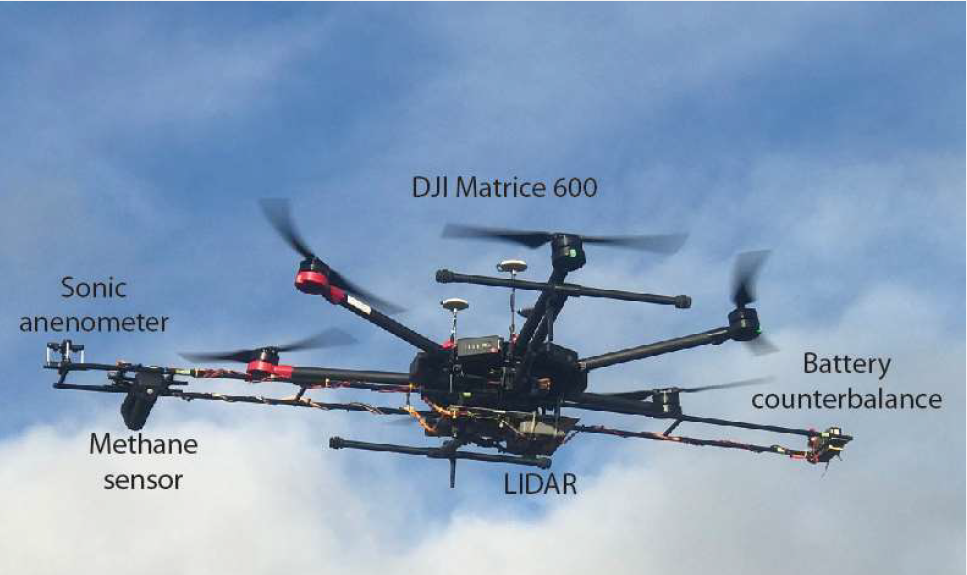 DJI Matrice 600
Sonic
anenometer
Battery
counterbalance
Methane
sensor
LIDAR